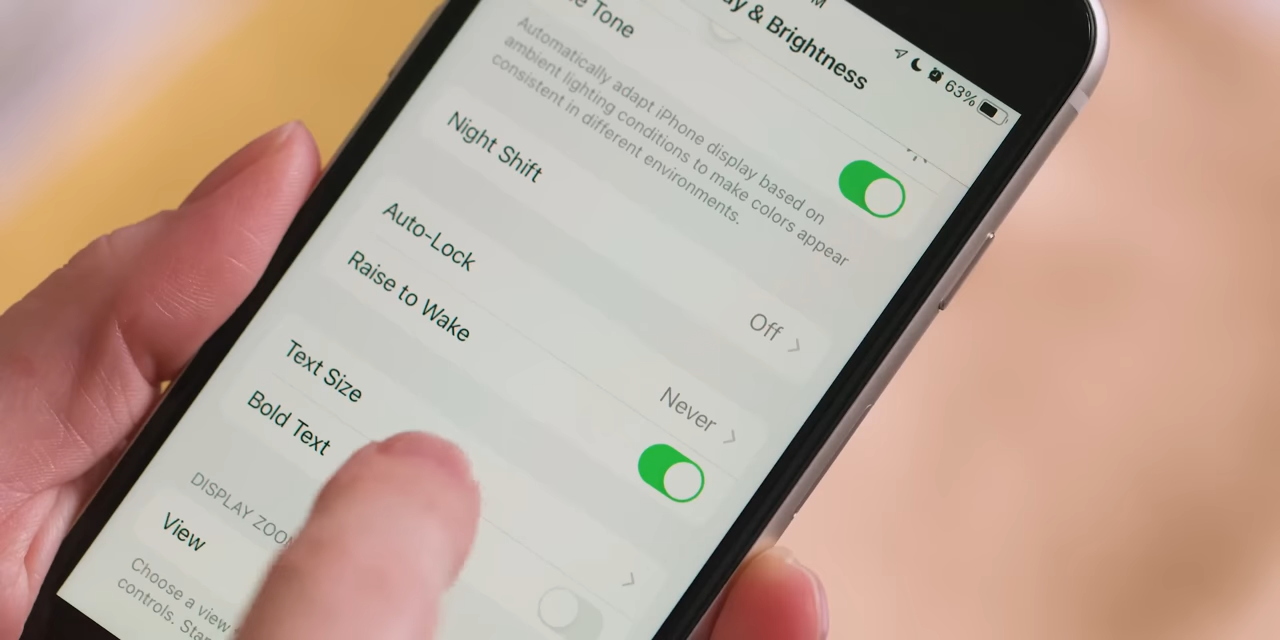 ay & Brightness
63%
e Tone
Automatically adapt iPhone display based on
ambient lighting conditions to make colors appear
consistent in different environments.
Night Shift
Off
Auto-Lock
Never
Raise to Wake
Text Size
Bold Text
DISPLAY ZOO
View
Choose a view
controls. Star